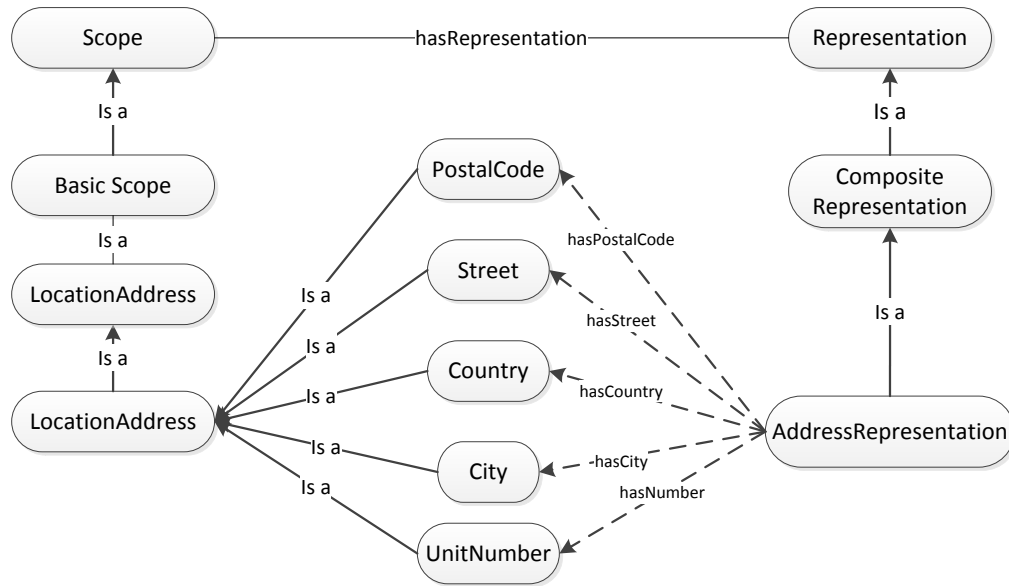 Scope
hasRepresentation
Representation
Is a
Is a
PostalCode
Basic Scope
Composite
Representation
hasPostalCode
Is a
Street
LocationAddress
Is a
Is a
hasStreet
Is a
Is a
Country
Is a
hasCountry
LocationAddress
AddressRepresentation
Is a
hasCity
City
Is a
hasNumber
UnitNumber